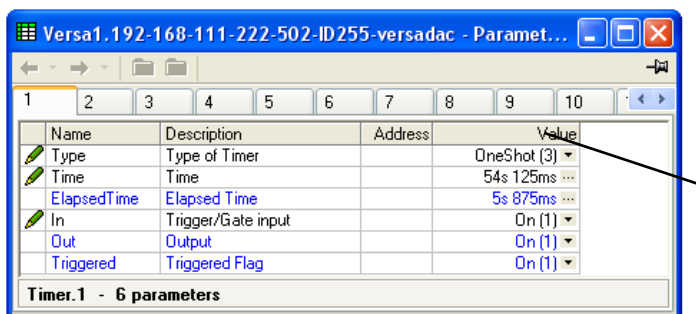 Versa1.192-168-111-222-502-ID255-versadac - Paramet...
1 2 3 4 5 6 7 8 9 10
Name Description Address Value
Type Type of Timer OneShot (3)
Time Time 54s 125ms ...
ElapsedTime Elapsed Time 5s 875ms ...
In Trigger/Gate input On (1)
Out Output On (1)
Triggered Triggered Flag On (1)
Timer.1 - 6 parameters